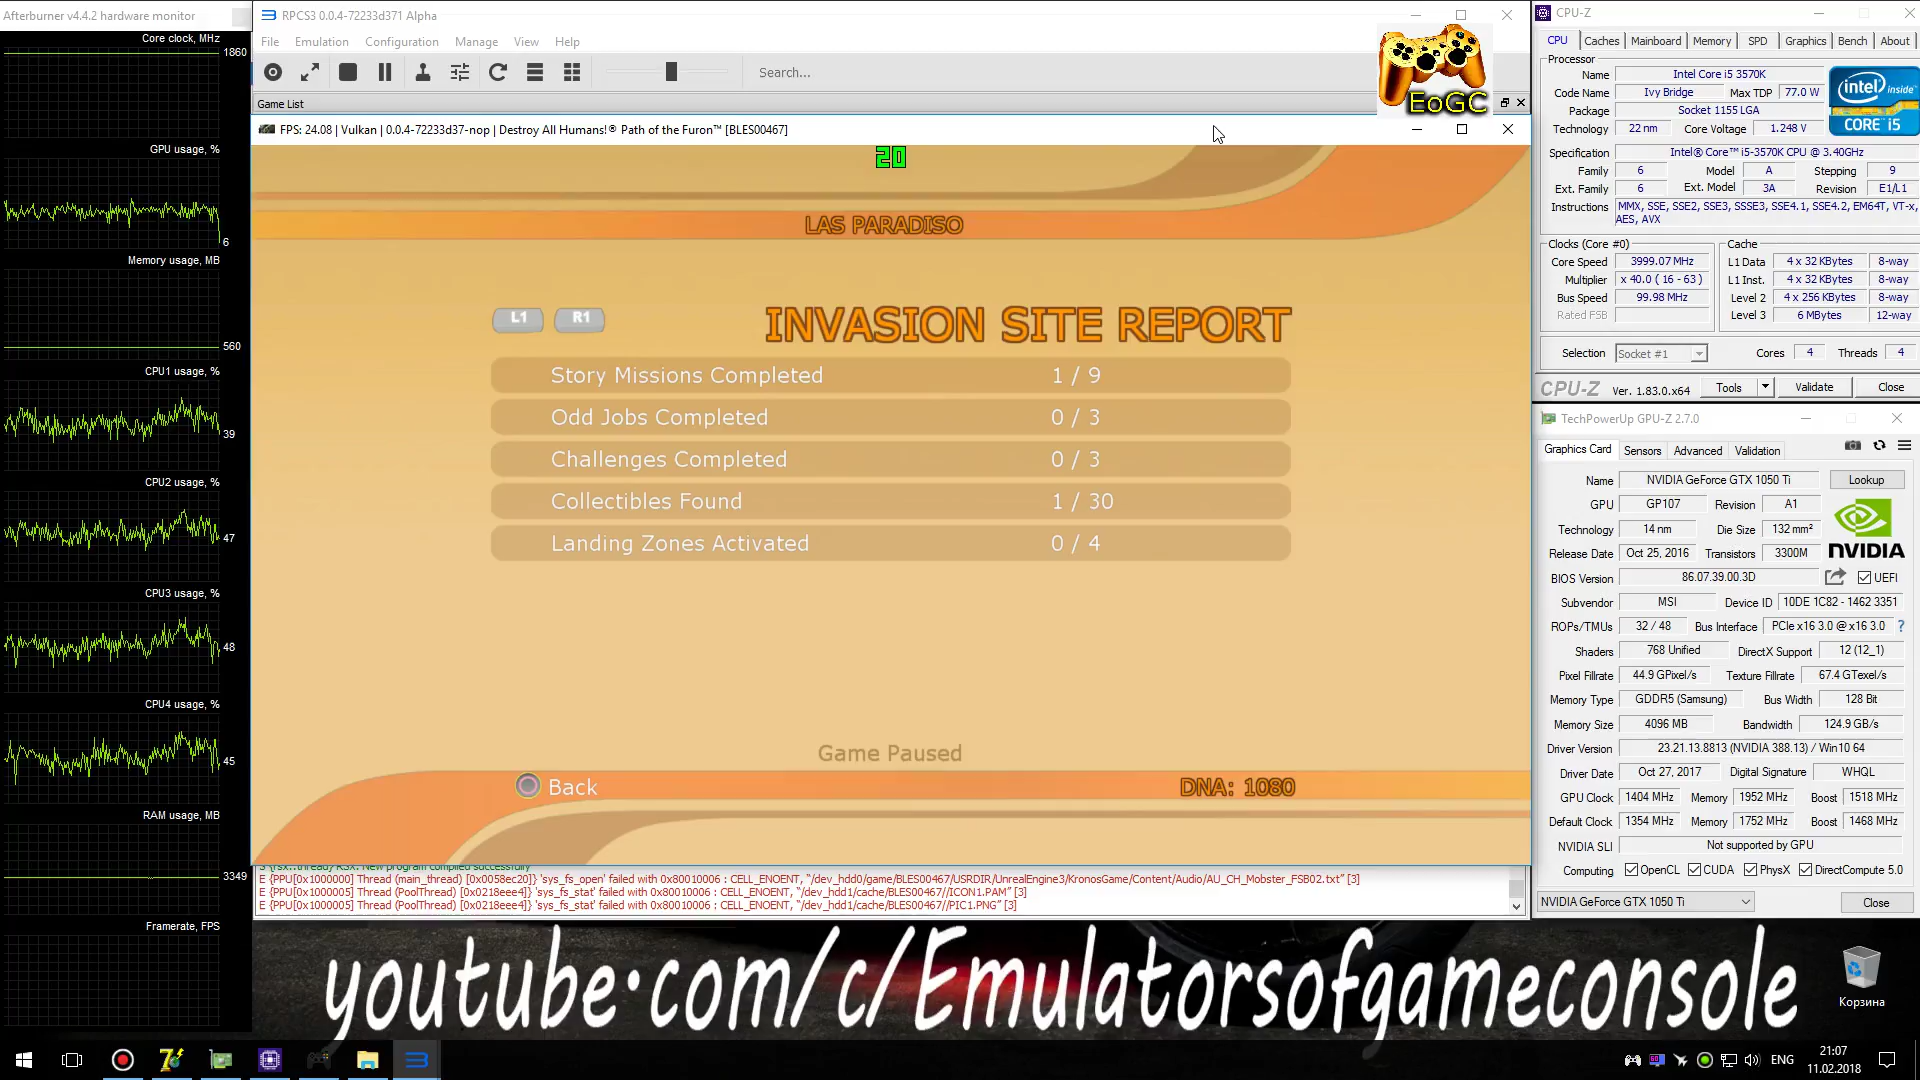 Afterburner v4.4.2 hardware monitor
Core clock, MHz
1860
GPU usage, %
6
Memory usage, MB
560
CPU1 usage, %
39
CPU2 usage, %
47
CPU3 usage, %
48
CPU4 usage, %
45
RAM usage, MB
3349
Framerate, FPS
RPCS3 0.0.4-72233d371 Alpha
File Emulation Configuration Manage View Help
Search...
EoGC
Game List
FPS: 24.08 | Vulkan | 0.0.4-72233d37-nop | Destroy All Humans!® Path of the Furon™ [BLES00467]
20
LAS PARADISO
L1 R1
INVASION SITE REPORT
Story Missions Completed 1 / 9
Odd Jobs Completed 0 / 3
Challenges Completed 0 / 3
Collectibles Found 1 / 30
Landing Zones Activated 0 / 4
Game Paused
Back
DNA: 1080
E {PPU[0x1000000] Thread (main_thread) [0x0058ec20]} 'sys_fs_open' failed with 0x80010006 : CELL_ENOENT, “/dev_hdd0/game/BLES00467/USRDIR/UnrealEngine3/KronosGame/Content/Audio/AU_CH_Mobster_FSB02.txt” [3]
E {PPU[0x1000005] Thread (PoolThread) [0x0218eee4]} 'sys_fs_stat' failed with 0x80010006 : CELL_ENOENT, “/dev_hdd1/cache/BLES00467//ICON1.PAM” [3]
E {PPU[0x1000005] Thread (PoolThread) [0x0218eee4]} 'sys_fs_stat' failed with 0x80010006 : CELL_ENOENT, “/dev_hdd1/cache/BLES00467//PIC1.PNG” [3]
CPU-Z
CPU Caches Mainboard Memory SPD Graphics Bench About
Processor
Name Intel Core i5 3570K
Code Name Ivy Bridge Max TDP 77.0 W
Package Socket 1155 LGA
Technology 22 nm Core Voltage 1.248 V
intel inside™
CORE i5
Specification Intel® Core™ i5-3570K CPU @ 3.40GHz
Family 6 Model A Stepping 9
Ext. Family 6 Ext. Model 3A Revision E1/L1
Instructions MMX, SSE, SSE2, SSE3, SSSE3, SSE4.1, SSE4.2, EM64T, VT-x,
AES, AVX
Clocks (Core #0) Cache
Core Speed 3999.07 MHz L1 Data 4 x 32 KBytes 8-way
Multiplier x 40.0 ( 16 - 63 ) L1 Inst. 4 x 32 KBytes 8-way
Bus Speed 99.98 MHz Level 2 4 x 256 KBytes 8-way
Rated FSB Level 3 6 MBytes 12-way
Selection Socket #1 Cores 4 Threads 4
CPU-Z Ver. 1.83.0.x64 Tools Validate Close
TechPowerUp GPU-Z 2.7.0
Graphics Card Sensors Advanced Validation
Name NVIDIA GeForce GTX 1050 Ti Lookup
GPU GP107 Revision A1
Technology 14 nm Die Size 132 mm²
Release Date Oct 25, 2016 Transistors 3300M
NVIDIA
BIOS Version 86.07.39.00.3D UEFI
Subvendor MSI Device ID 10DE 1C82 - 1462 3351
ROPs/TMUs 32 / 48 Bus Interface PCIe x16 3.0 @ x16 3.0 ?
Shaders 768 Unified DirectX Support 12 (12_1)
Pixel Fillrate 44.9 GPixel/s Texture Fillrate 67.4 GTexel/s
Memory Type GDDR5 (Samsung) Bus Width 128 Bit
Memory Size 4096 MB Bandwidth 124.9 GB/s
Driver Version 23.21.13.8813 (NVIDIA 388.13) / Win10 64
Driver Date Oct 27, 2017 Digital Signature WHQL
GPU Clock 1404 MHz Memory 1952 MHz Boost 1518 MHz
Default Clock 1354 MHz Memory 1752 MHz Boost 1468 MHz
NVIDIA SLI Not supported by GPU
Computing OpenCL CUDA PhysX DirectCompute 5.0
NVIDIA GeForce GTX 1050 Ti Close
youtube.com/c/Emulatorsofgameconsole
Корзина
ENG
21:07
11.02.2018